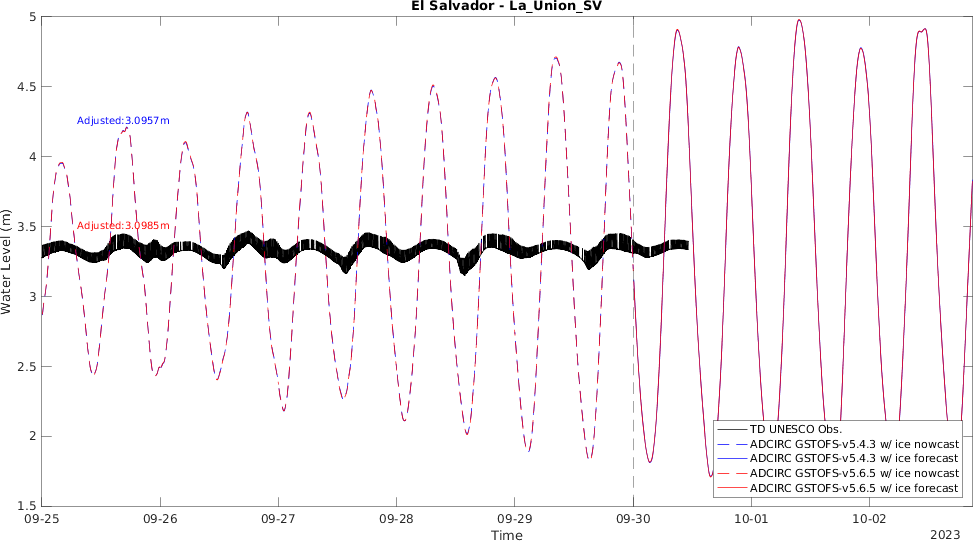 El Salvador - La_Union_SV
Water Level (m)
5
4.5
4
3.5
3
2.5
2
1.5
Adjusted:3.0957m
Adjusted:3.0985m
TD UNESCO Obs.
ADCIRC GSTOFS-v5.4.3 w/ ice nowcast
ADCIRC GSTOFS-v5.4.3 w/ ice forecast
ADCIRC GSTOFS-v5.6.5 w/ ice nowcast
ADCIRC GSTOFS-v5.6.5 w/ ice forecast
09-25 09-26 09-27 09-28 09-29 09-30 10-01 10-02
Time
2023